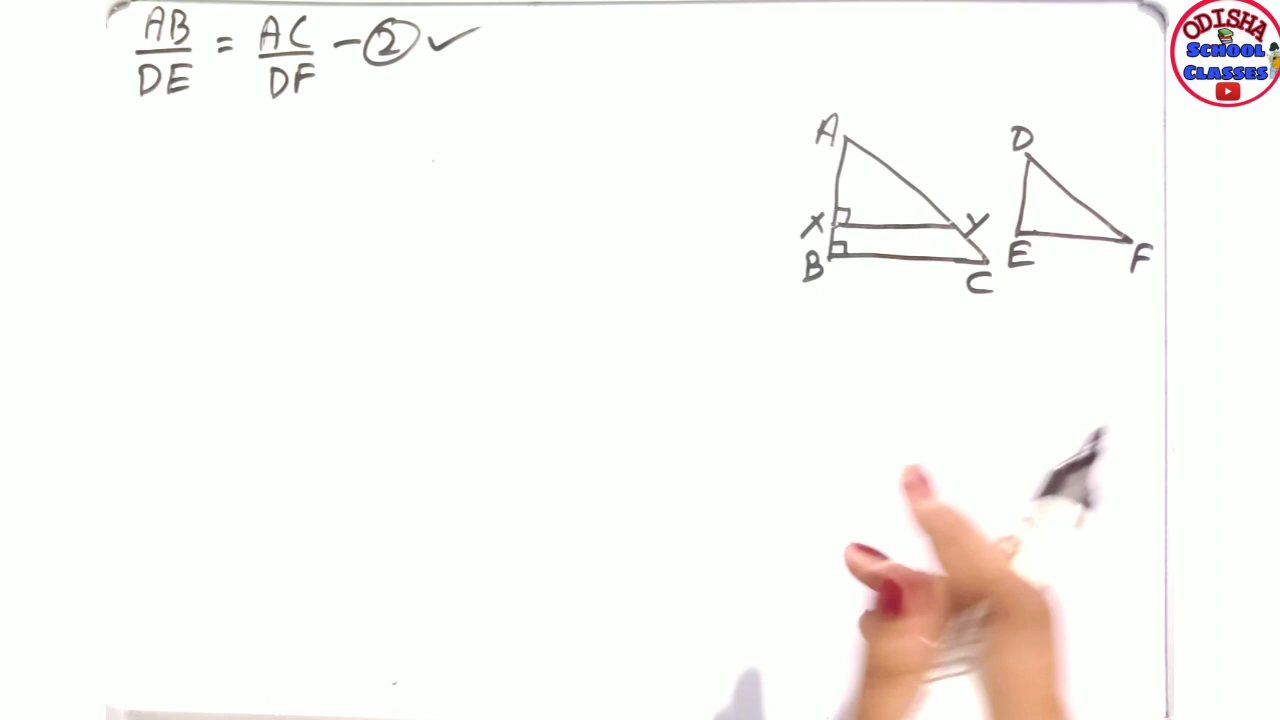 AB/DE = AC/DF - ② ✓
ODISHA
SCHOOL
CLASSES
A
D
X
Y
B
C
E
F